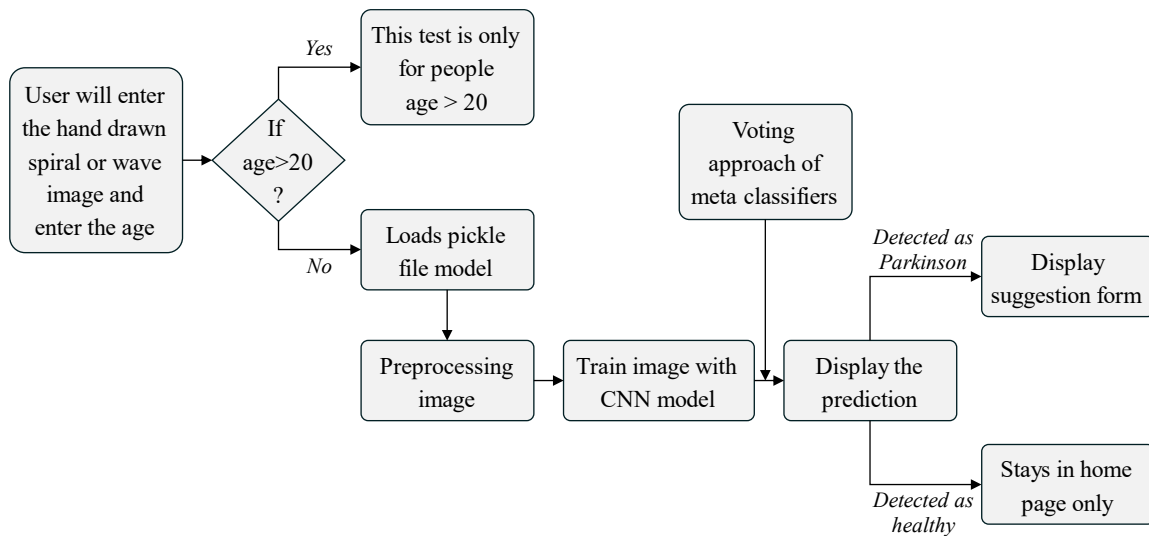 User will enter
the hand drawn
spiral or wave
image and
enter the age
If
age>20
?
Yes
This test is only
for people
age > 20
No
Loads pickle
file model
Preprocessing
image
Train image with
CNN model
Voting
approach of
meta classifiers
Display the
prediction
Detected as
Parkinson
Display
suggestion form
Detected as
healthy
Stays in home
page only